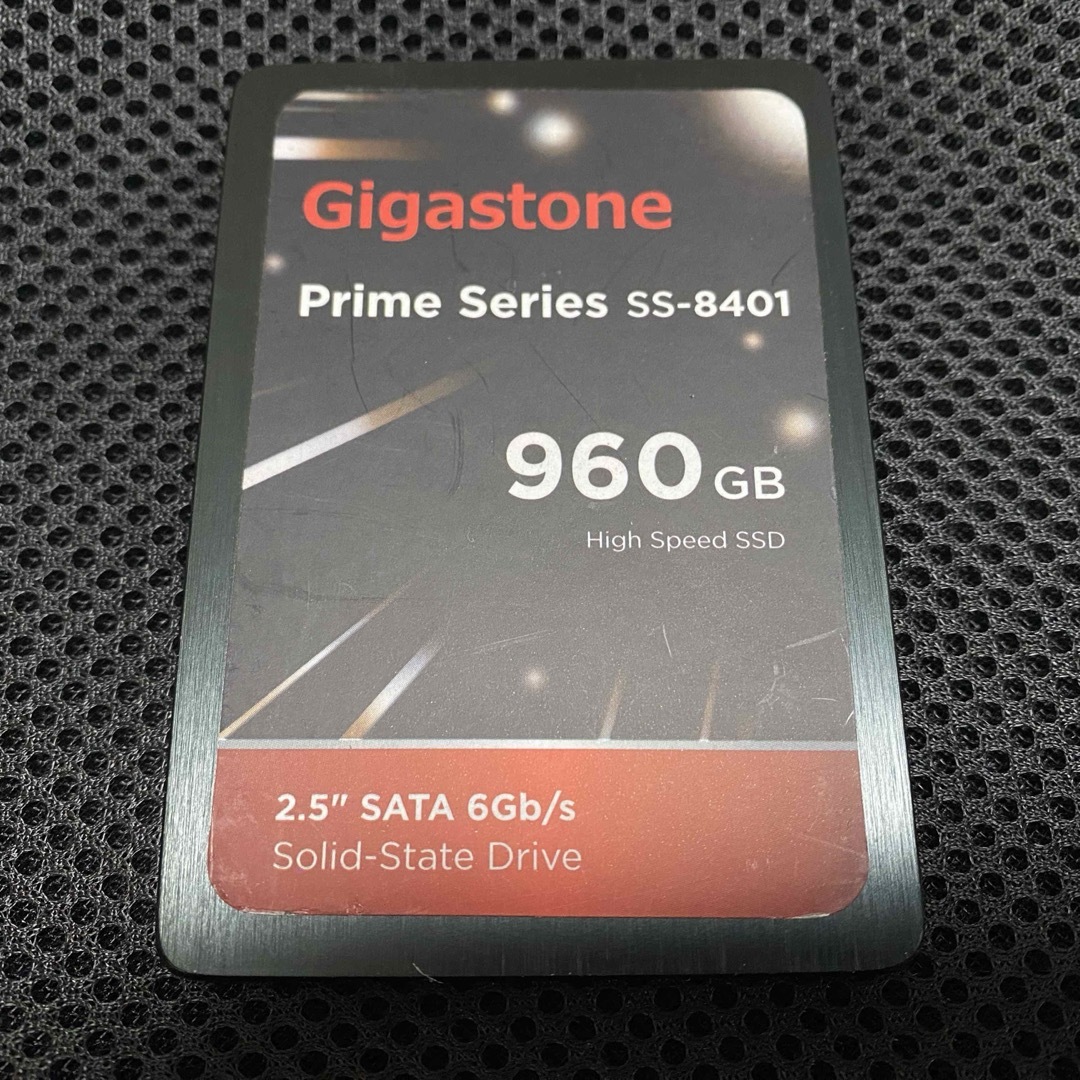 Gigastone
Prime Series SS-8401
960 GB
High Speed SSD
2.5" SATA 6Gb/s
Solid-State Drive